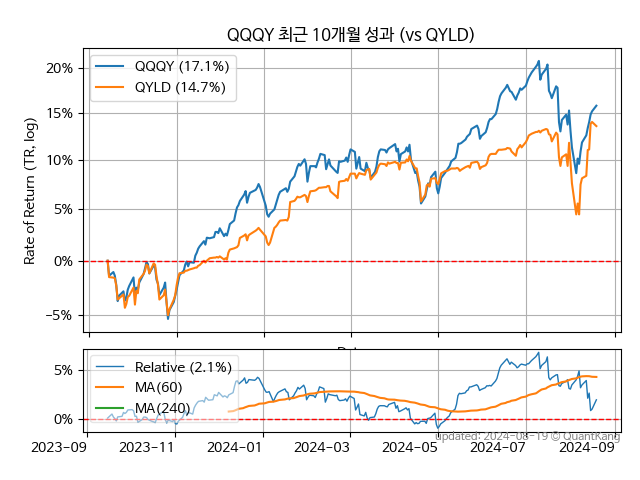 QQQY 최근 10개월 성과 (vs QYLD)
Rate of Return (TR, log)
20%
15%
10%
5%
0%
−5%
QQQY (17.1%)
QYLD (14.7%)
5%
0%
Relative (2.1%)
MA(60)
MA(240)
2023-09
2023-11
2024-01
2024-03
2024-05
2024-07
2024-09
Updated: 2024-08-19 © QuantKang